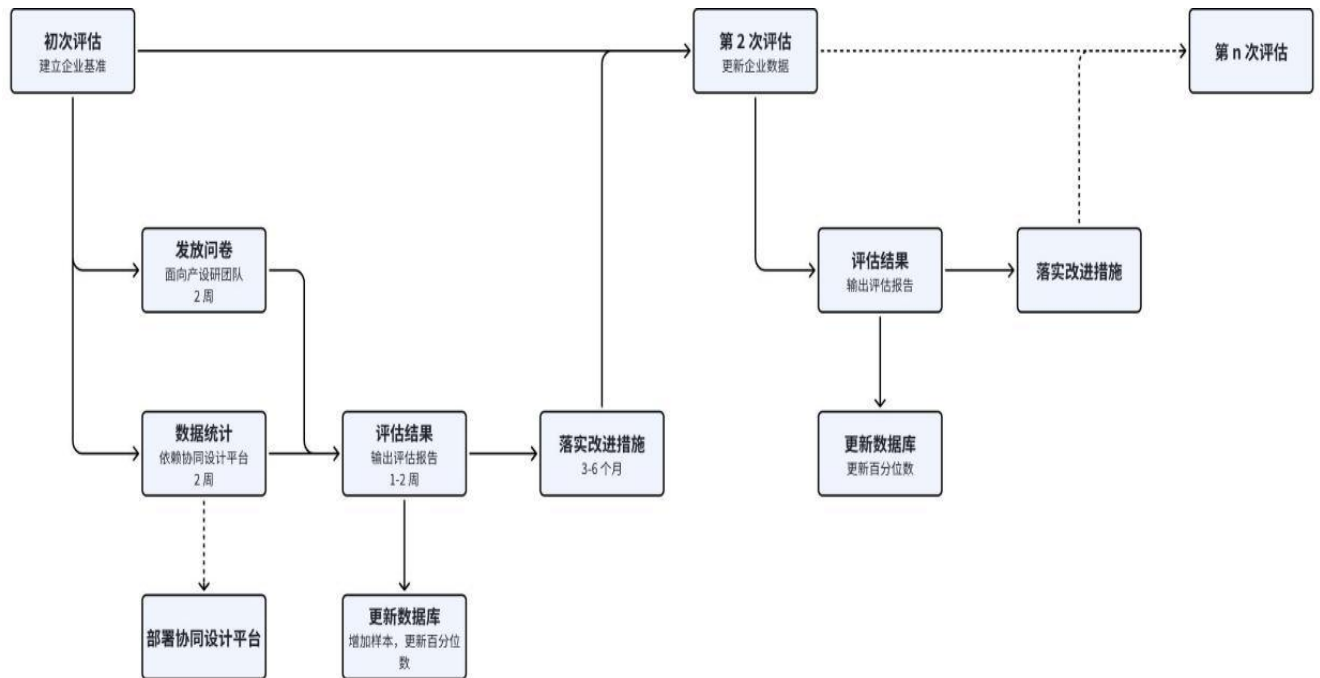 初次评估
建立企业基准
第 2 次评估
更新企业数据
第 n 次评估
发放问卷
面向产设研团队
2 周
评估结果
输出评估报告
落实改进措施
数据统计
依赖协同设计平台
2 周
评估结果
输出评估报告
1-2 周
落实改进措施
3-6 个月
更新数据库
更新百分位数
部署协同设计平台
更新数据库
增加样本，更新百分位
数